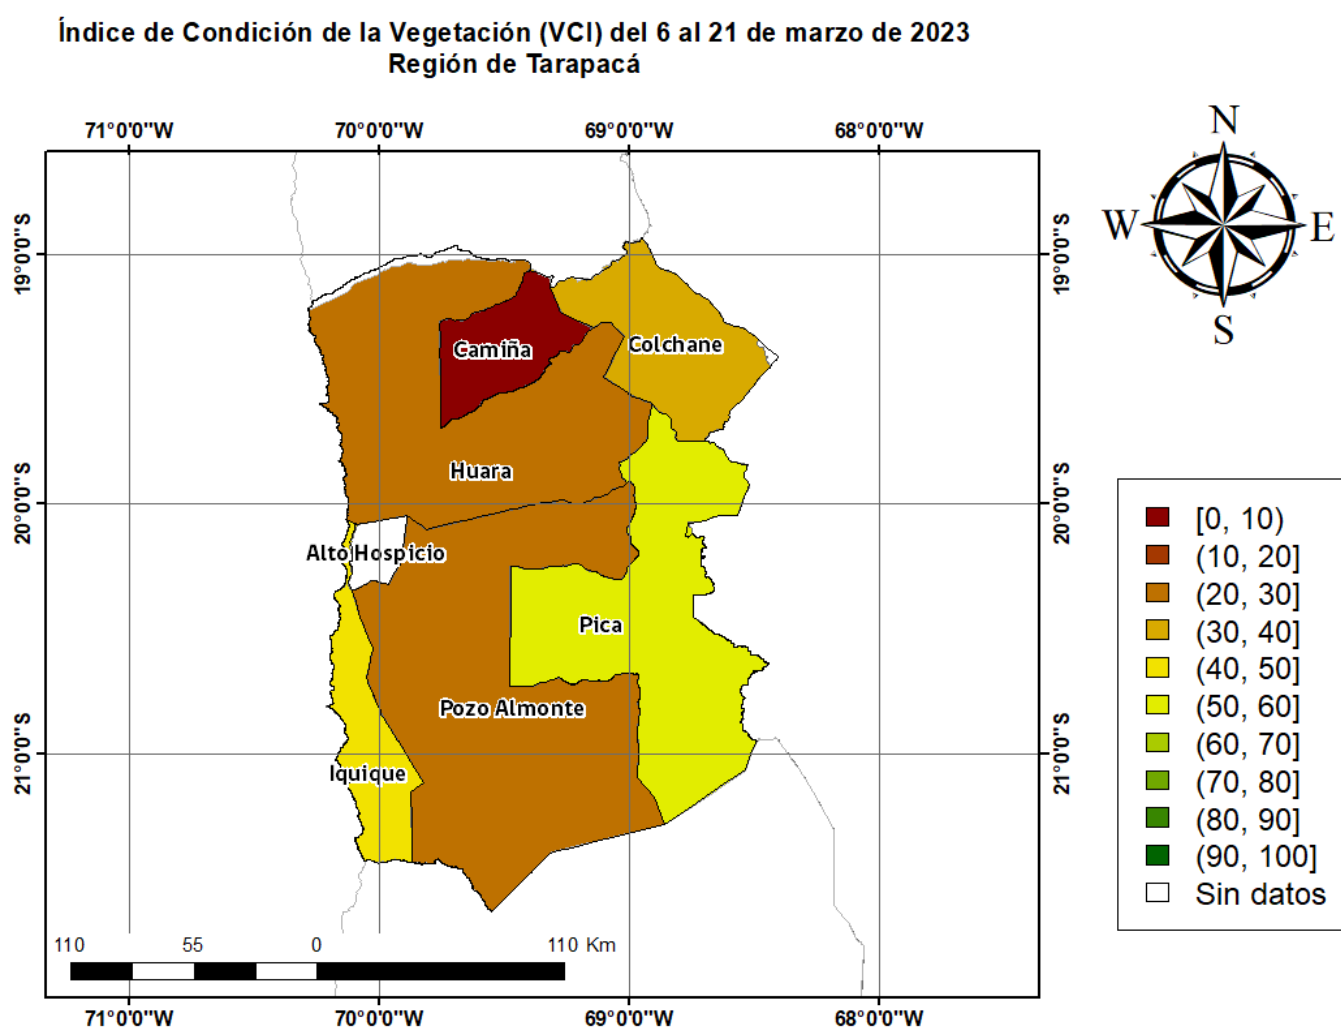 Índice de Condición de la Vegetación (VCI) del 6 al 21 de marzo de 2023
Región de Tarapacá
71°0'0"W 70°0'0"W 69°0'0"W 68°0'0"W
N
W E
S
19°0'0"S 19°0'0"S
Camiña
Colchane
Huara
20°0'0"S 20°0'0"S
Alto Hospicio
Pica
Pozo Almonte
21°0'0"S 21°0'0"S
Iquique
110 55 0 110 Km
71°0'0"W 70°0'0"W 69°0'0"W 68°0'0"W
[0, 10)
(10, 20]
(20, 30]
(30, 40]
(40, 50]
(50, 60]
(60, 70]
(70, 80]
(80, 90]
(90, 100]
Sin datos